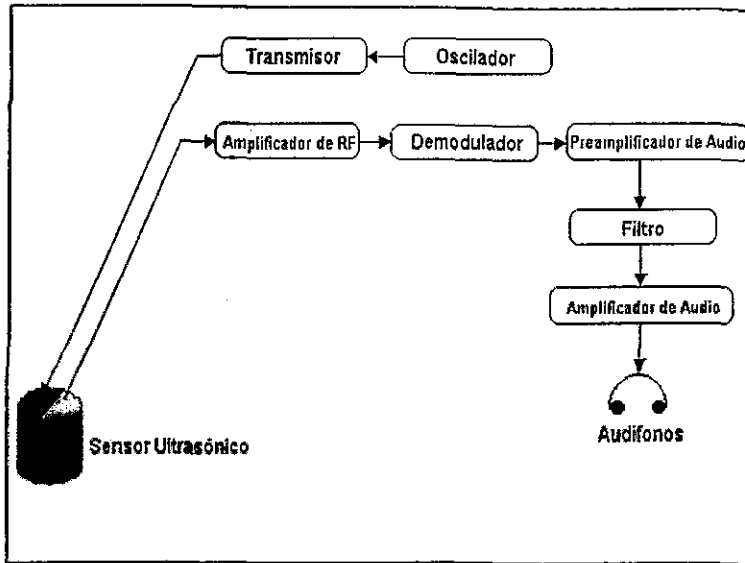 Transmisor
Oscilador
Amplificador de RF
Demodulador
Preamplificador de Audio
Filtro
Amplificador de Audio
Audifonos
Sensor Ultrasónico